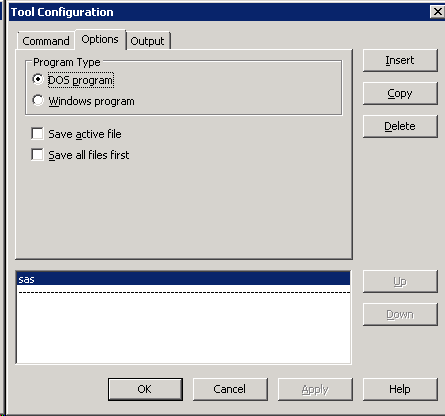 Tool Configuration
Command Options Output
Program Type
DOS program
Windows program
Save active file
Save all files first
Insert
Copy
Delete
sas
Up
Down
OK Cancel Apply Help